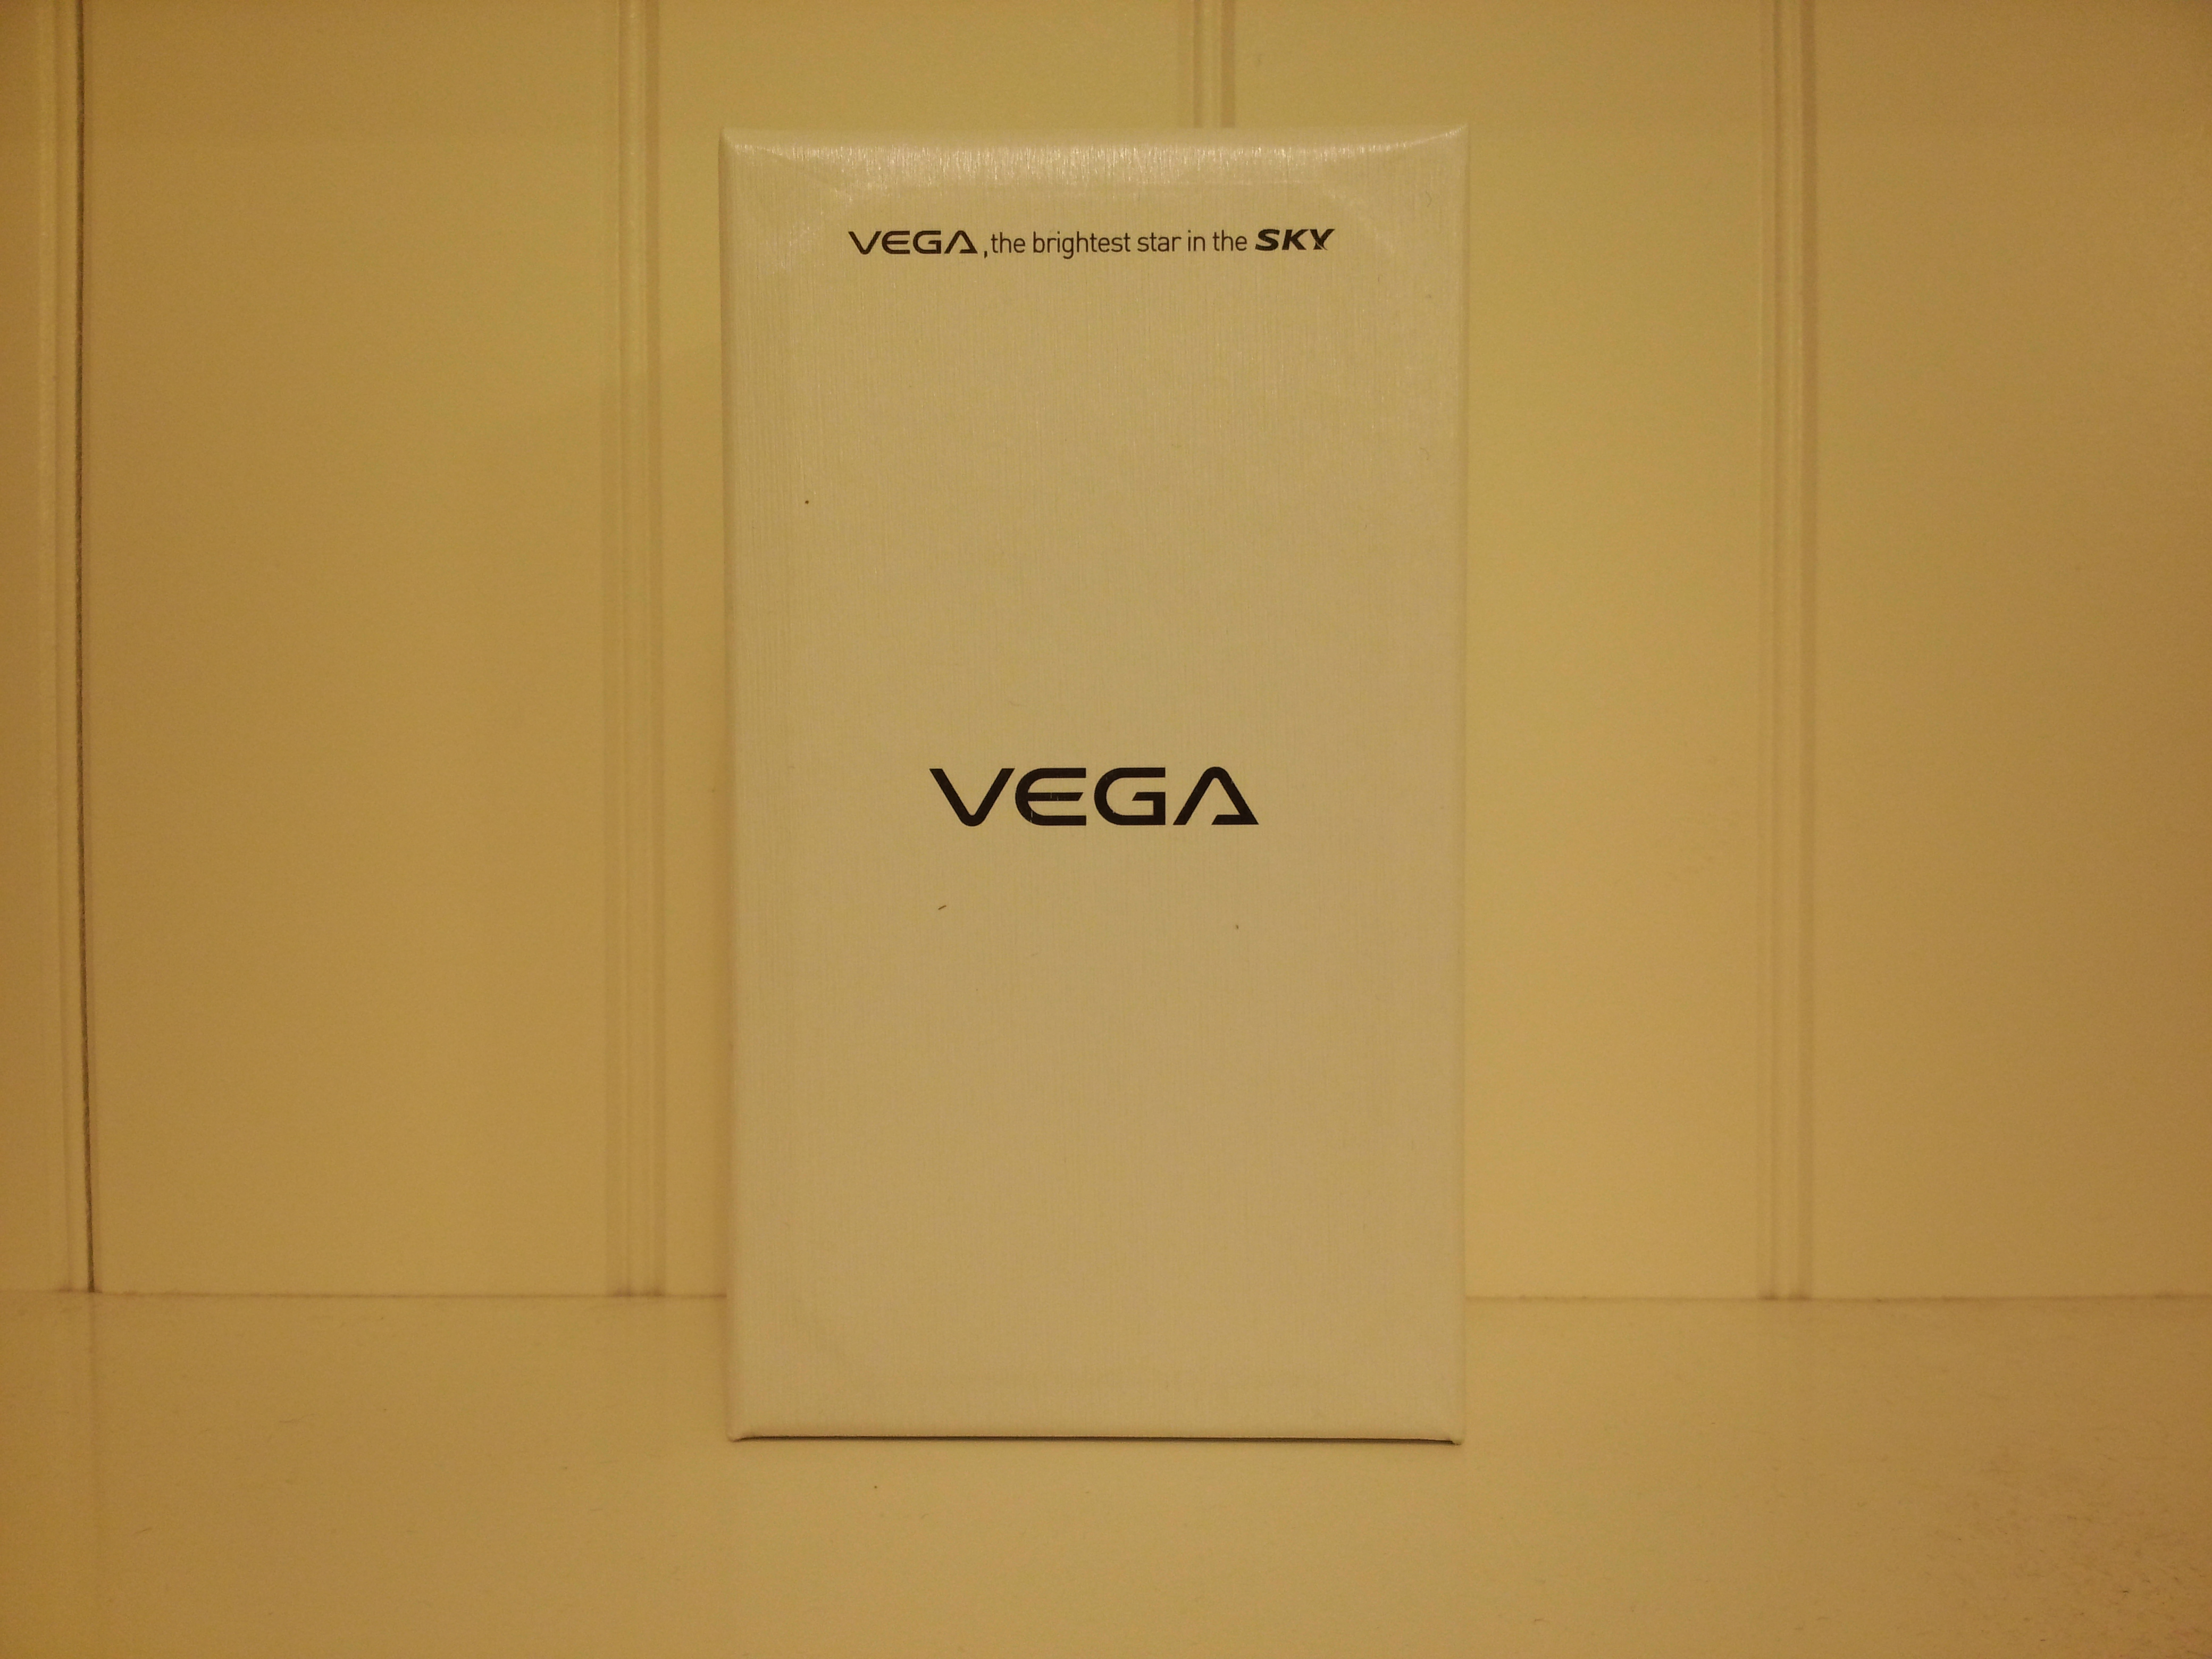 VEGA, the brightest star in the SKY
VEGA